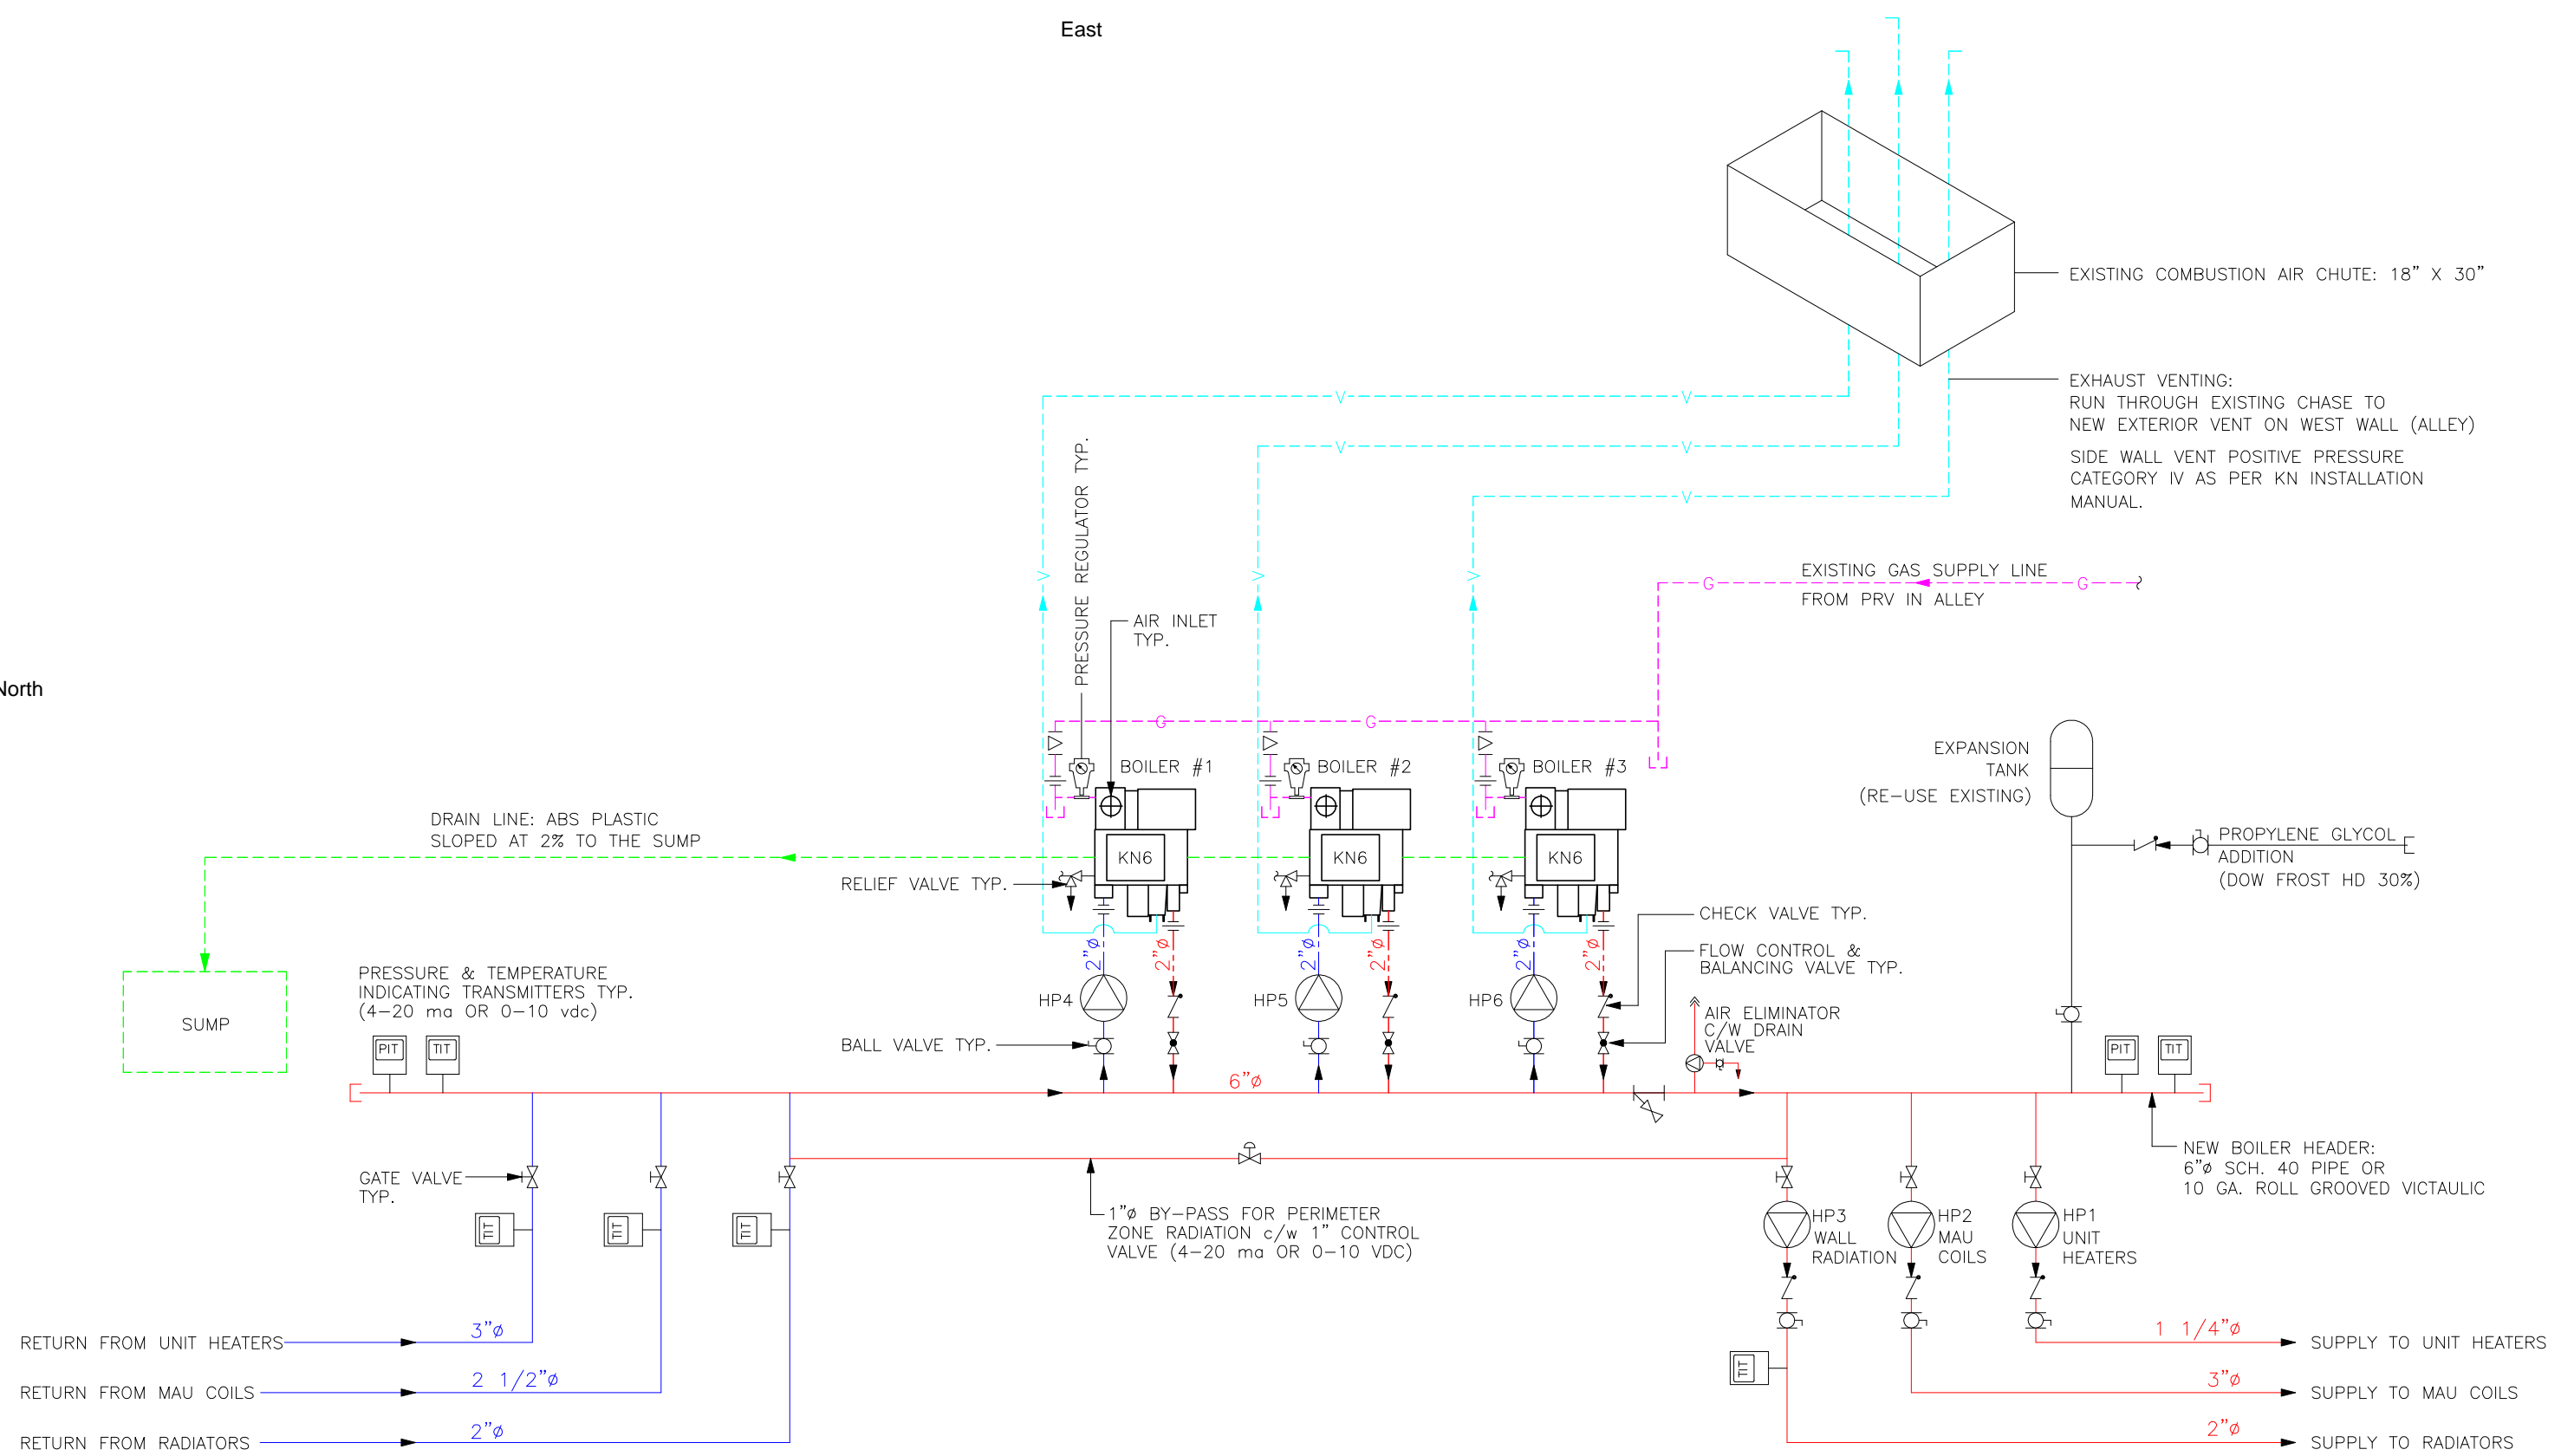 East
EXISTING COMBUSTION AIR CHUTE: 18" X 30"
EXHAUST VENTING:
RUN THROUGH EXISTING CHASE TO
NEW EXTERIOR VENT ON WEST WALL (ALLEY)
SIDE WALL VENT POSITIVE PRESSURE
CATEGORY IV AS PER KN INSTALLATION
MANUAL.
V V
V V
V
V V V
PRESSURE REGULATOR TYP.
EXISTING GAS SUPPLY LINE
G G
FROM PRV IN ALLEY
AIR INLET
TYP.
North
G G
BOILER #1
BOILER #2
BOILER #3
EXPANSION
TANK
(RE-USE EXISTING)
DRAIN LINE: ABS PLASTIC
SLOPED AT 2% TO THE SUMP
PROPYLENE GLYCOL
ADDITION
(DOW FROST HD 30%)
KN6
KN6
KN6
RELIEF VALVE TYP.
CHECK VALVE TYP.
FLOW CONTROL &
BALANCING VALVE TYP.
2"ø
2"ø
2"ø
2"ø
2"ø
2"ø
PRESSURE & TEMPERATURE
INDICATING TRANSMITTERS TYP.
(4-20 ma OR 0-10 vdc)
SUMP
HP4
HP5
HP6
AIR ELIMINATOR
C/W DRAIN
VALVE
BALL VALVE TYP.
PIT
TIT
PIT
TIT
6"ø
GATE VALVE
TYP.
NEW BOILER HEADER:
6"ø SCH. 40 PIPE OR
10 GA. ROLL GROOVED VICTAULIC
1"ø BY-PASS FOR PERIMETER
ZONE RADIATION c/w 1" CONTROL
VALVE (4-20 ma OR 0-10 VDC)
TIT
TIT
TIT
HP3
WALL
RADIATION
HP2
MAU
COILS
HP1
UNIT
HEATERS
TIT
RETURN FROM UNIT HEATERS
3"ø
1 1/4"ø
SUPPLY TO UNIT HEATERS
RETURN FROM MAU COILS
2 1/2"ø
3"ø
SUPPLY TO MAU COILS
RETURN FROM RADIATORS
2"ø
2"ø
SUPPLY TO RADIATORS